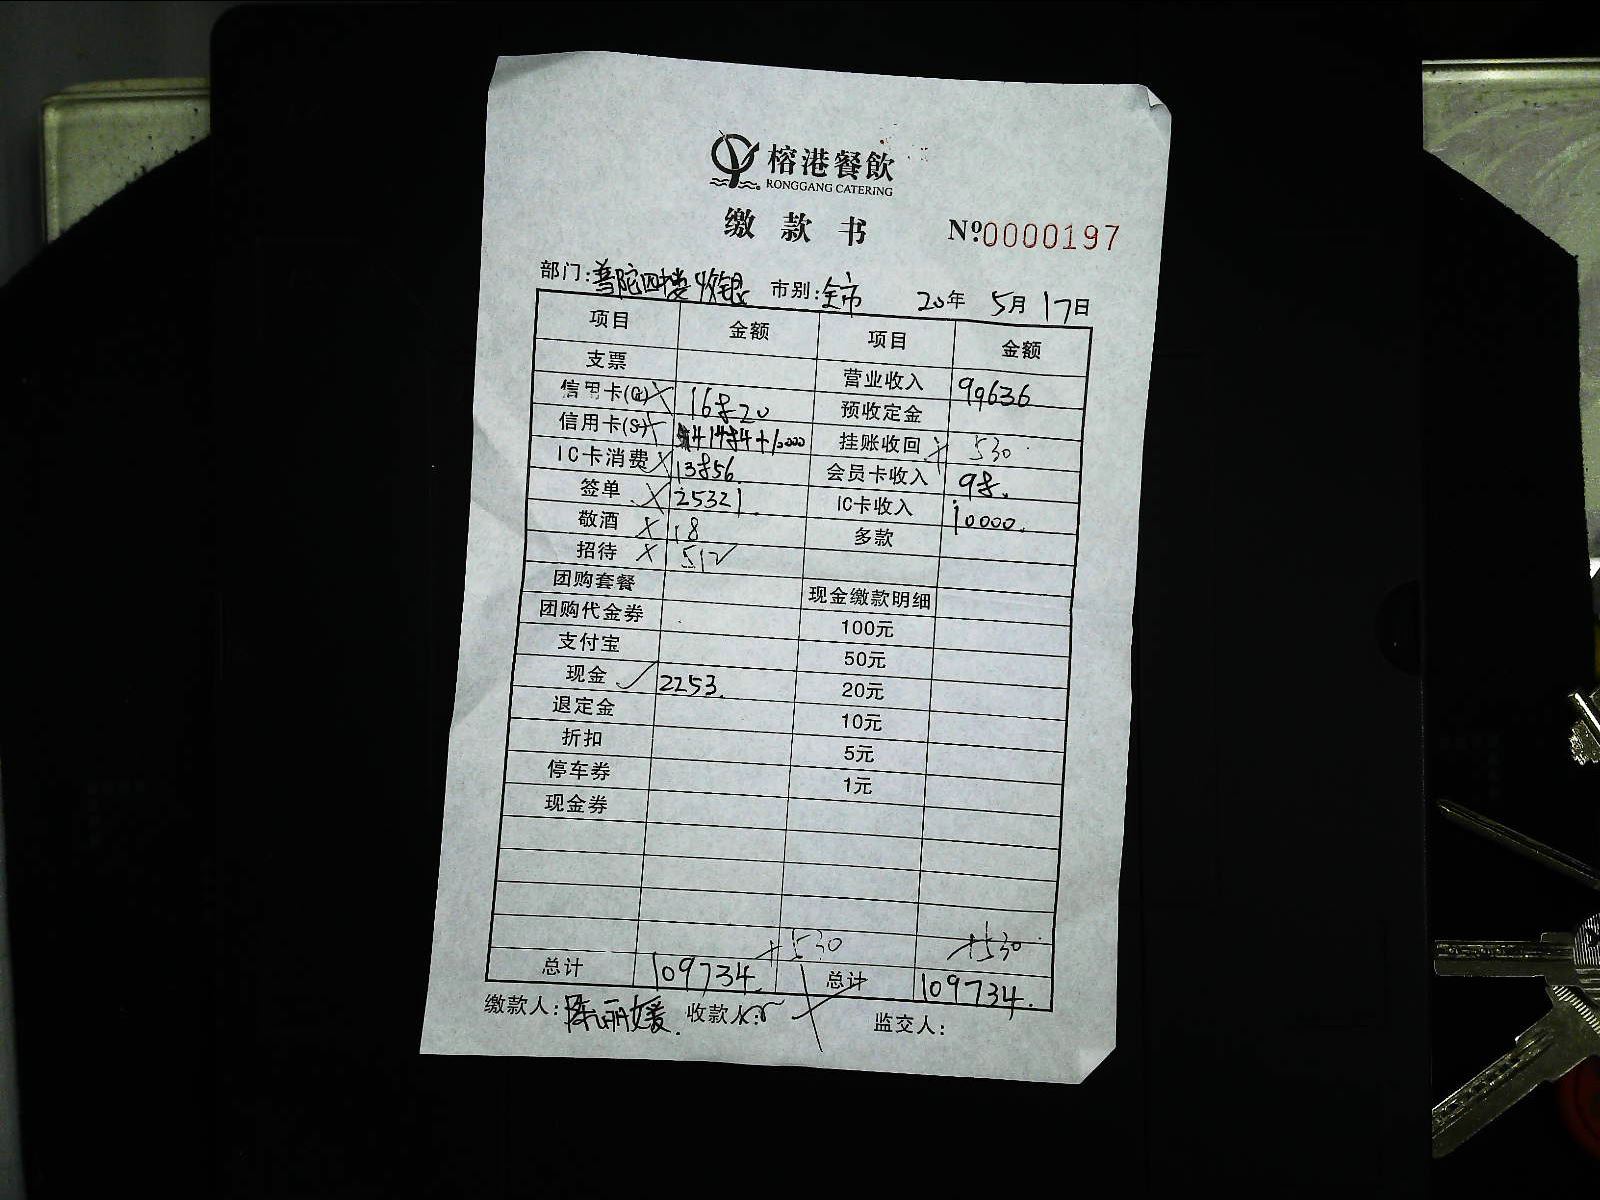 榕港餐飲
RONGGANG CATERING
缴款书 №0000197
部门:普陀四楼收银 市别:全市 20年 5月 17日
项目 金额 项目 金额
支票 营业收入 99636
信用卡 16820 预收定金
信用卡(S) 41484+10000 挂账收回 +530
IC卡消费 13856 会员卡收入 98.
签单 25321. IC卡收入 10000.
敬酒 18 多款
招待 512
团购套餐 现金缴款明细
团购代金券 100元
支付宝 50元
现金 2253. 20元
退定金 10元
折扣 5元
停车券 1元
现金券
+530 +530
总计 109734. 总计 109734.
缴款人:陈丽媛. 收款人: 监交人: